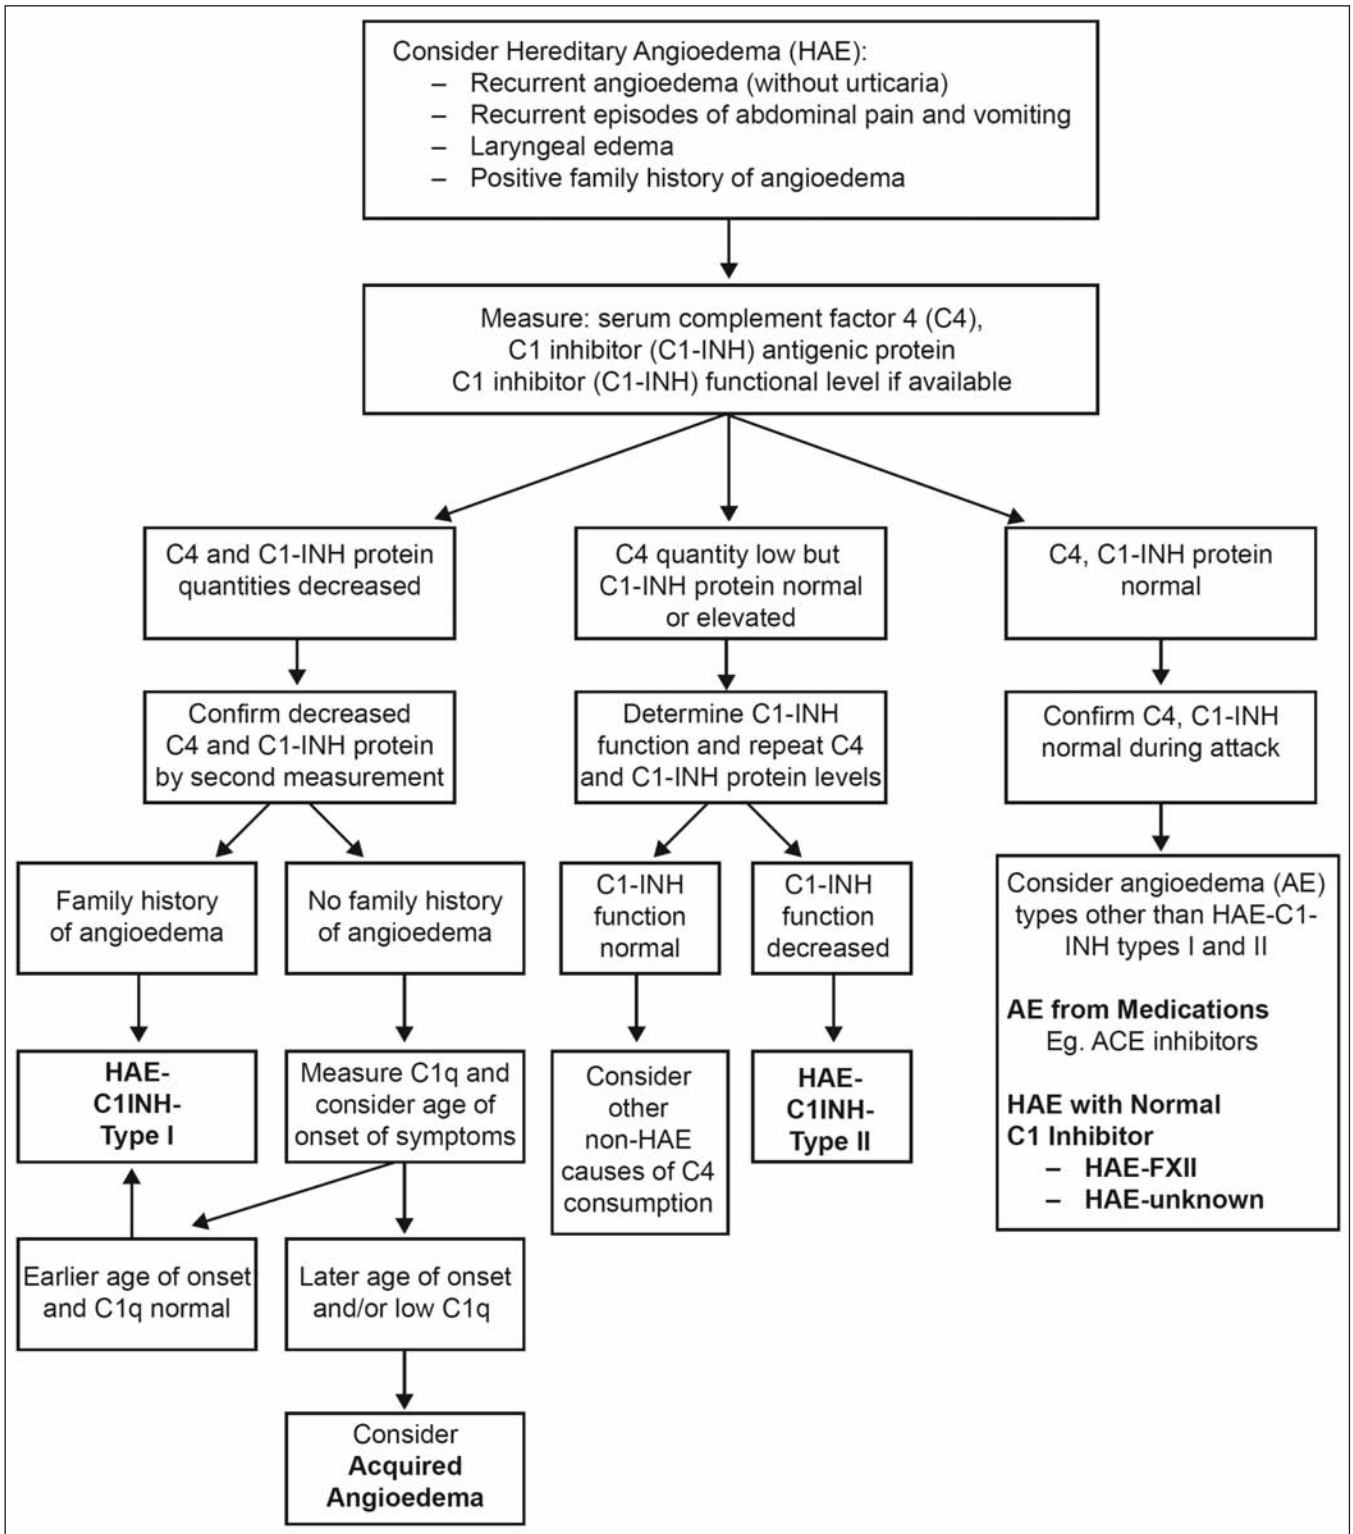 Consider Hereditary Angioedema (HAE):
– Recurrent angioedema (without urticaria)
– Recurrent episodes of abdominal pain and vomiting
– Laryngeal edema
– Positive family history of angioedema
Measure: serum complement factor 4 (C4),
C1 inhibitor (C1-INH) antigenic protein
C1 inhibitor (C1-INH) functional level if available
C4 and C1-INH protein
quantities decreased
C4 quantity low but
C1-INH protein normal
or elevated
C4, C1-INH protein
normal
Confirm decreased
C4 and C1-INH protein
by second measurement
Determine C1-INH
function and repeat C4
and C1-INH protein levels
Confirm C4, C1-INH
normal during attack
Family history
of angioedema
No family history
of angioedema
C1-INH
function
normal
C1-INH
function
decreased
Consider angioedema (AE)
types other than HAE-C1-
INH types I and II
AE from Medications
Eg. ACE inhibitors
HAE with Normal
C1 Inhibitor
– HAE-FXII
– HAE-unknown
HAE-
C1INH-
Type I
Measure C1q and
consider age of
onset of symptoms
Consider
other
non-HAE
causes of C4
consumption
HAE-
C1INH-
Type II
Earlier age of onset
and C1q normal
Later age of onset
and/or low C1q
Consider
Acquired
Angioedema